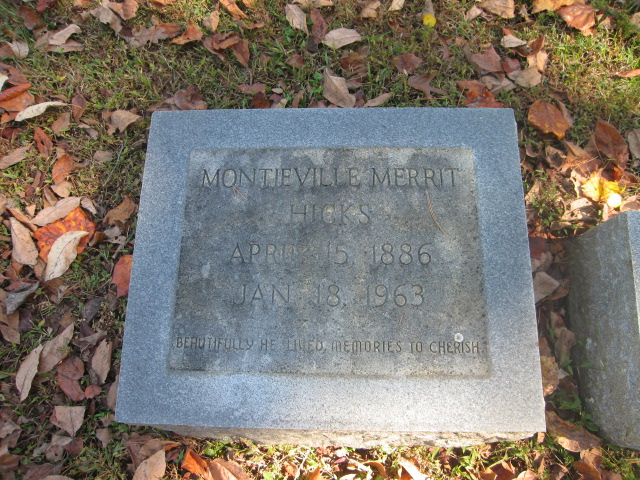 MONTIEVILLE MERRIT
HICKS
APRIL 15, 1886
JAN. 18, 1963
BEAUTIFULLY HE LIVED, MEMORIES TO CHERISH.